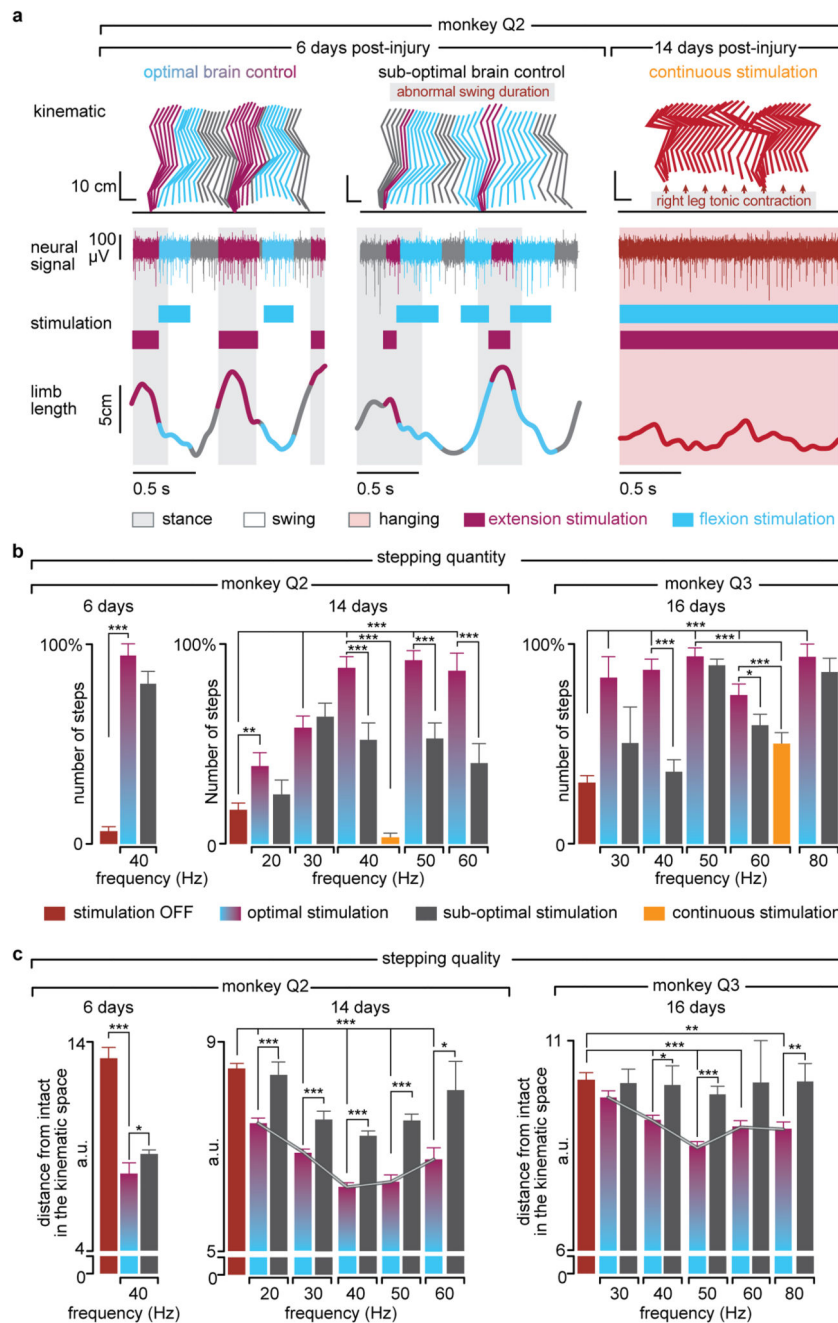 a
monkey Q2
6 days post-injury
14 days post-injury
optimal brain control
sub-optimal brain control
continuous stimulation
abnormal swing duration
kinematic
10 cm
right leg tonic contraction
neural
signal
100
µV
stimulation
limb
length
5cm
0.5 s
0.5 s
0.5 s
stance
swing
hanging
extension stimulation
flexion stimulation
b
stepping quantity
monkey Q2
monkey Q3
6 days
14 days
16 days
100%
number of steps
0
***
40
frequency (Hz)
100%
Number of steps
0
**
***
***
***
***
***
20
30
40
50
60
frequency (Hz)
100%
number of steps
0
***
***
***
***
*
30
40
50
60
80
frequency (Hz)
stimulation OFF
optimal stimulation
sub-optimal stimulation
continuous stimulation
c
stepping quality
monkey Q2
monkey Q3
6 days
14 days
16 days
distance from intact
in the kinematic space
a.u.
14
4
0
***
*
40
frequency (Hz)
a.u.
9
5
0
***
***
***
***
***
*
20
30
40
50
60
frequency (Hz)
distance from intact
in the kinematic space
a.u.
11
6
0
**
***
*
***
**
30
40
50
60
80
frequency (Hz)